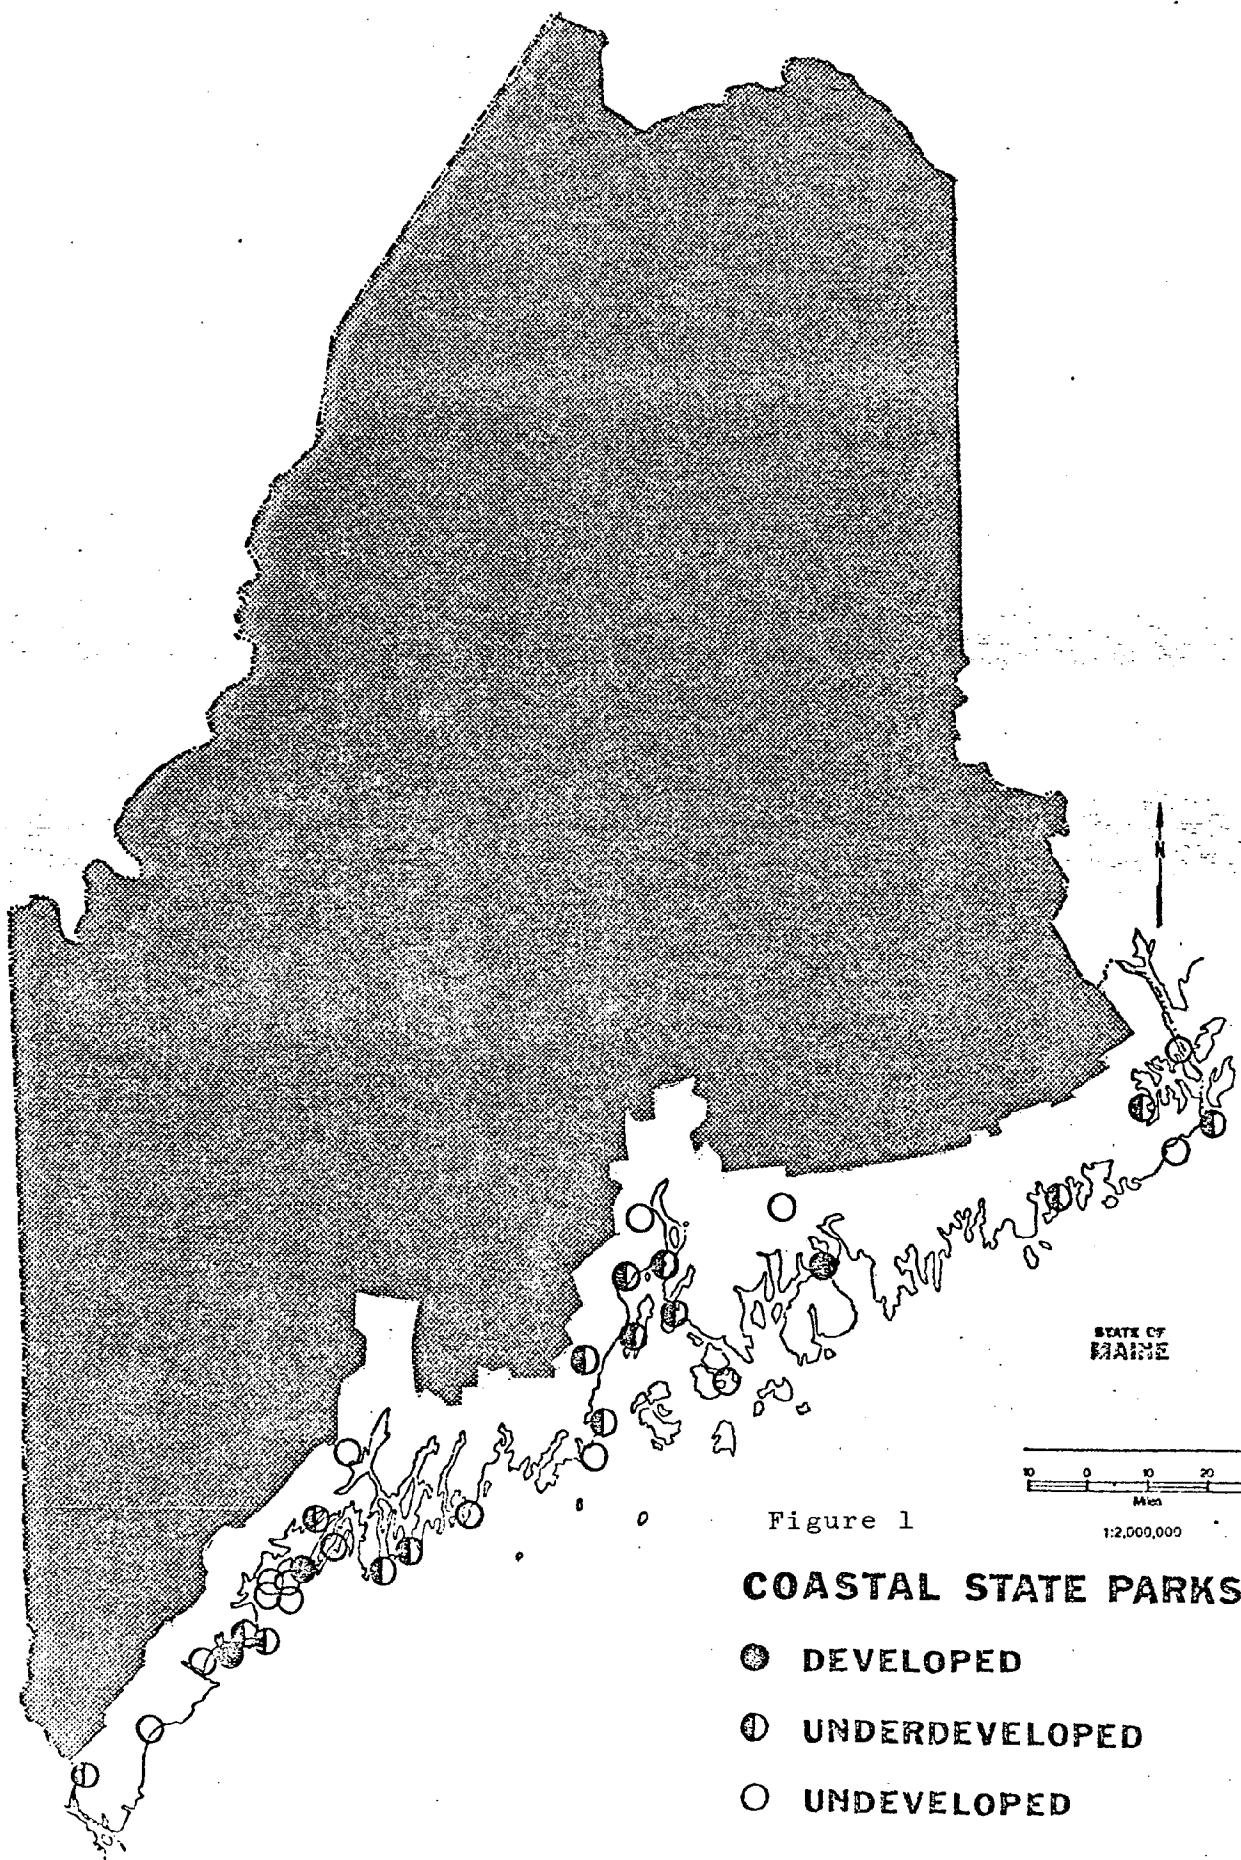 N
STATE OF
MAINE
10 0 10 20
Miles
1:2,000,000
Figure 1
COASTAL STATE PARKS
DEVELOPED
UNDERDEVELOPED
UNDEVELOPED